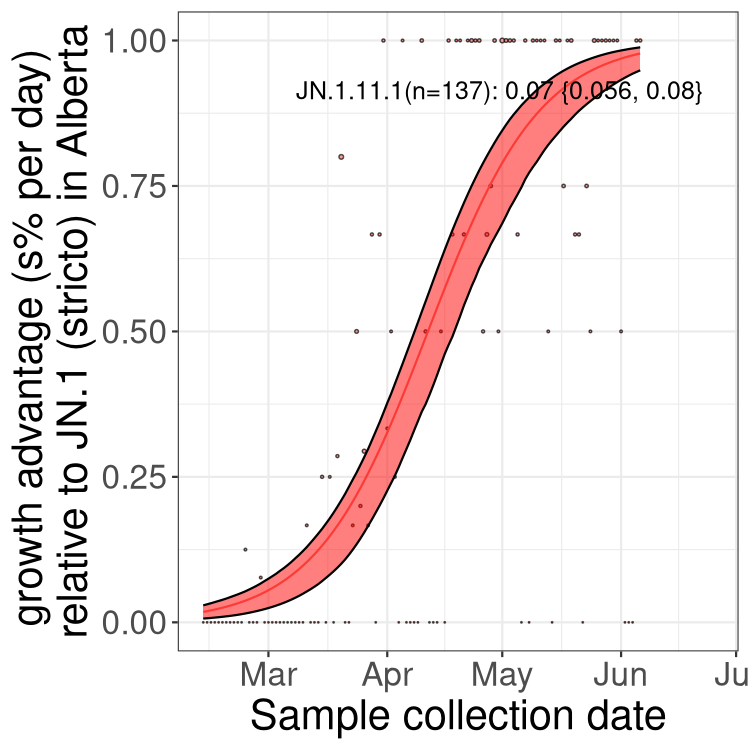 growth advantage (s% per day)
relative to JN.1 (stricto) in Alberta
1.00
0.75
0.50
0.25
0.00
JN.1.11.1(n=137): 0.07 {0.056, 0.08}
Mar Apr May Jun Ju
Sample collection date